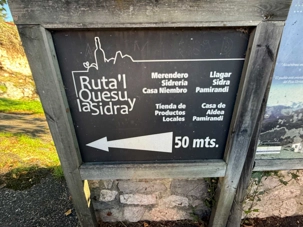 Ruta'l
Quesu y
la Sidra
Merendero
Sidreria
Casa Niembro
Llagar
Sidra
Pamirandi
Tienda de
Productos
Locales
Casa de
Aldea
Pamirandi
50 mts.